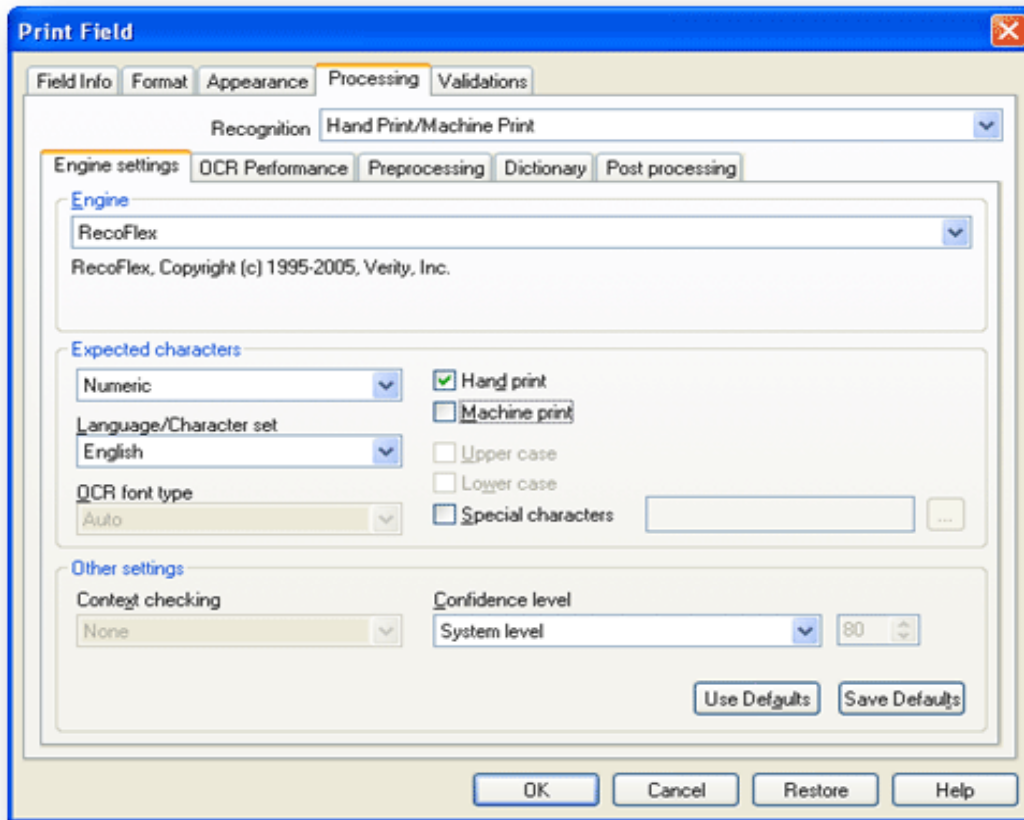 Print Field
Field Info Format Appearance Processing Validations
Recognition Hand Print/Machine Print
Engine settings OCR Performance Preprocessing Dictionary Post processing
Engine
RecoFlex
RecoFlex, Copyright (c) 1995-2005, Verity, Inc.
Expected characters
Numeric Hand print
Machine print
Language/Character set
English Upper case
Lower case
OCR font type
Auto Special characters ...
Other settings
Context checking Confidence level
None System level 80
Use Defaults Save Defaults
OK Cancel Restore Help